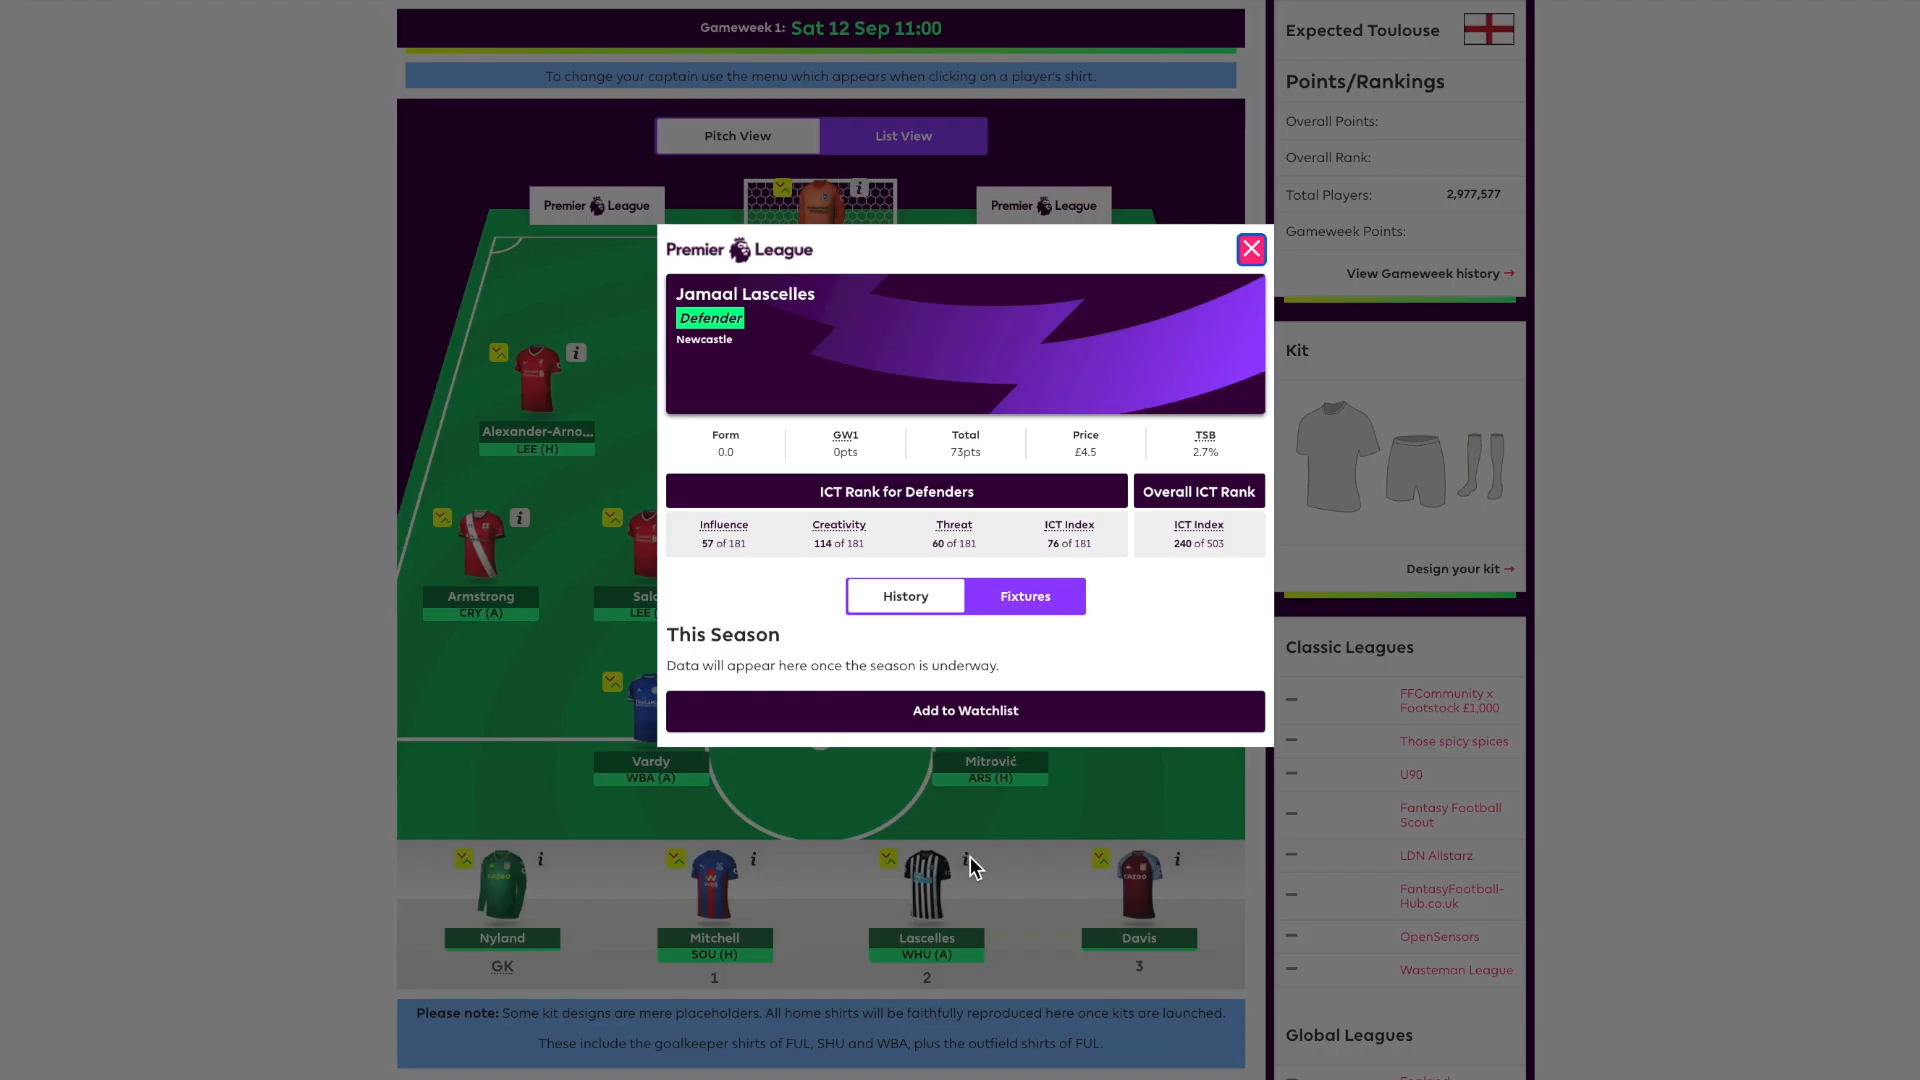 Gameweek 1: Sat 12 Sep 11:00
To change your captain use the menu which appears when clicking on a player's shirt.
Pitch View
List View
Premier League
Premier League
Alexander-Arno...
LEE (H)
Armstrong
CRY (A)
Sala
LEE
Vardy
WBA (A)
Mitrović
ARS (H)
Premier League
Jamaal Lascelles
Defender
Newcastle
Form
0.0
GW1
0pts
Total
73pts
Price
£4.5
TSB
2.7%
ICT Rank for Defenders
Overall ICT Rank
Influence
57 of 181
Creativity
114 of 181
Threat
60 of 181
ICT Index
76 of 181
ICT Index
240 of 503
History
Fixtures
This Season
Data will appear here once the season is underway.
Add to Watchlist
Nyland
GK
Mitchell
SOU (H)
1
Lascelles
WHU (A)
2
Davis
3
Please note: Some kit designs are mere placeholders. All home shirts will be faithfully reproduced here once kits are launched.
These include the goalkeeper shirts of FUL, SHU and WBA, plus the outfield shirts of FUL.
Expected Toulouse
Points/Rankings
Overall Points:
Overall Rank:
Total Players: 2,977,577
Gameweek Points:
View Gameweek history →
Kit
Design your kit →
Classic Leagues
FFCommunity x
Footstock £1,000
Those spicy spices
U90
Fantasy Football
Scout
LDN Allstarz
FantasyFootball-
Hub.co.uk
OpenSensors
Wasteman League
Global Leagues